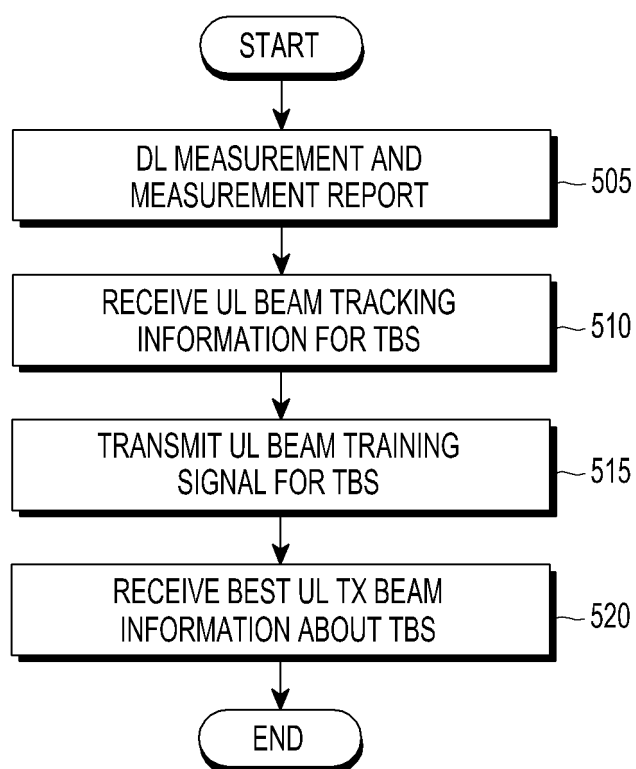 START
DL MEASUREMENT AND
MEASUREMENT REPORT
505
RECEIVE UL BEAM TRACKING
INFORMATION FOR TBS
510
TRANSMIT UL BEAM TRAINING
SIGNAL FOR TBS
515
RECEIVE BEST UL TX BEAM
INFORMATION ABOUT TBS
520
END